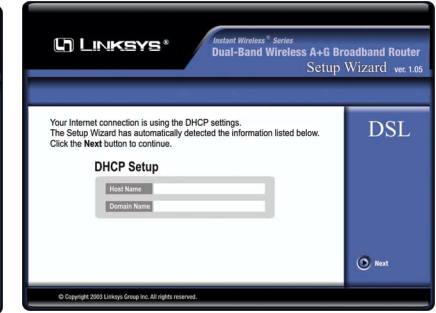 LINKSYS®
Instant Wireless® Series
Dual-Band Wireless A+G Broadband Router
Setup Wizard ver. 1.05
Your Internet connection is using the DHCP settings.
The Setup Wizard has automatically detected the information listed below.
Click the Next button to continue.
DSL
DHCP Setup
Host Name
Domain Name
Next
© Copyright 2003 Linksys Group Inc. All rights reserved.